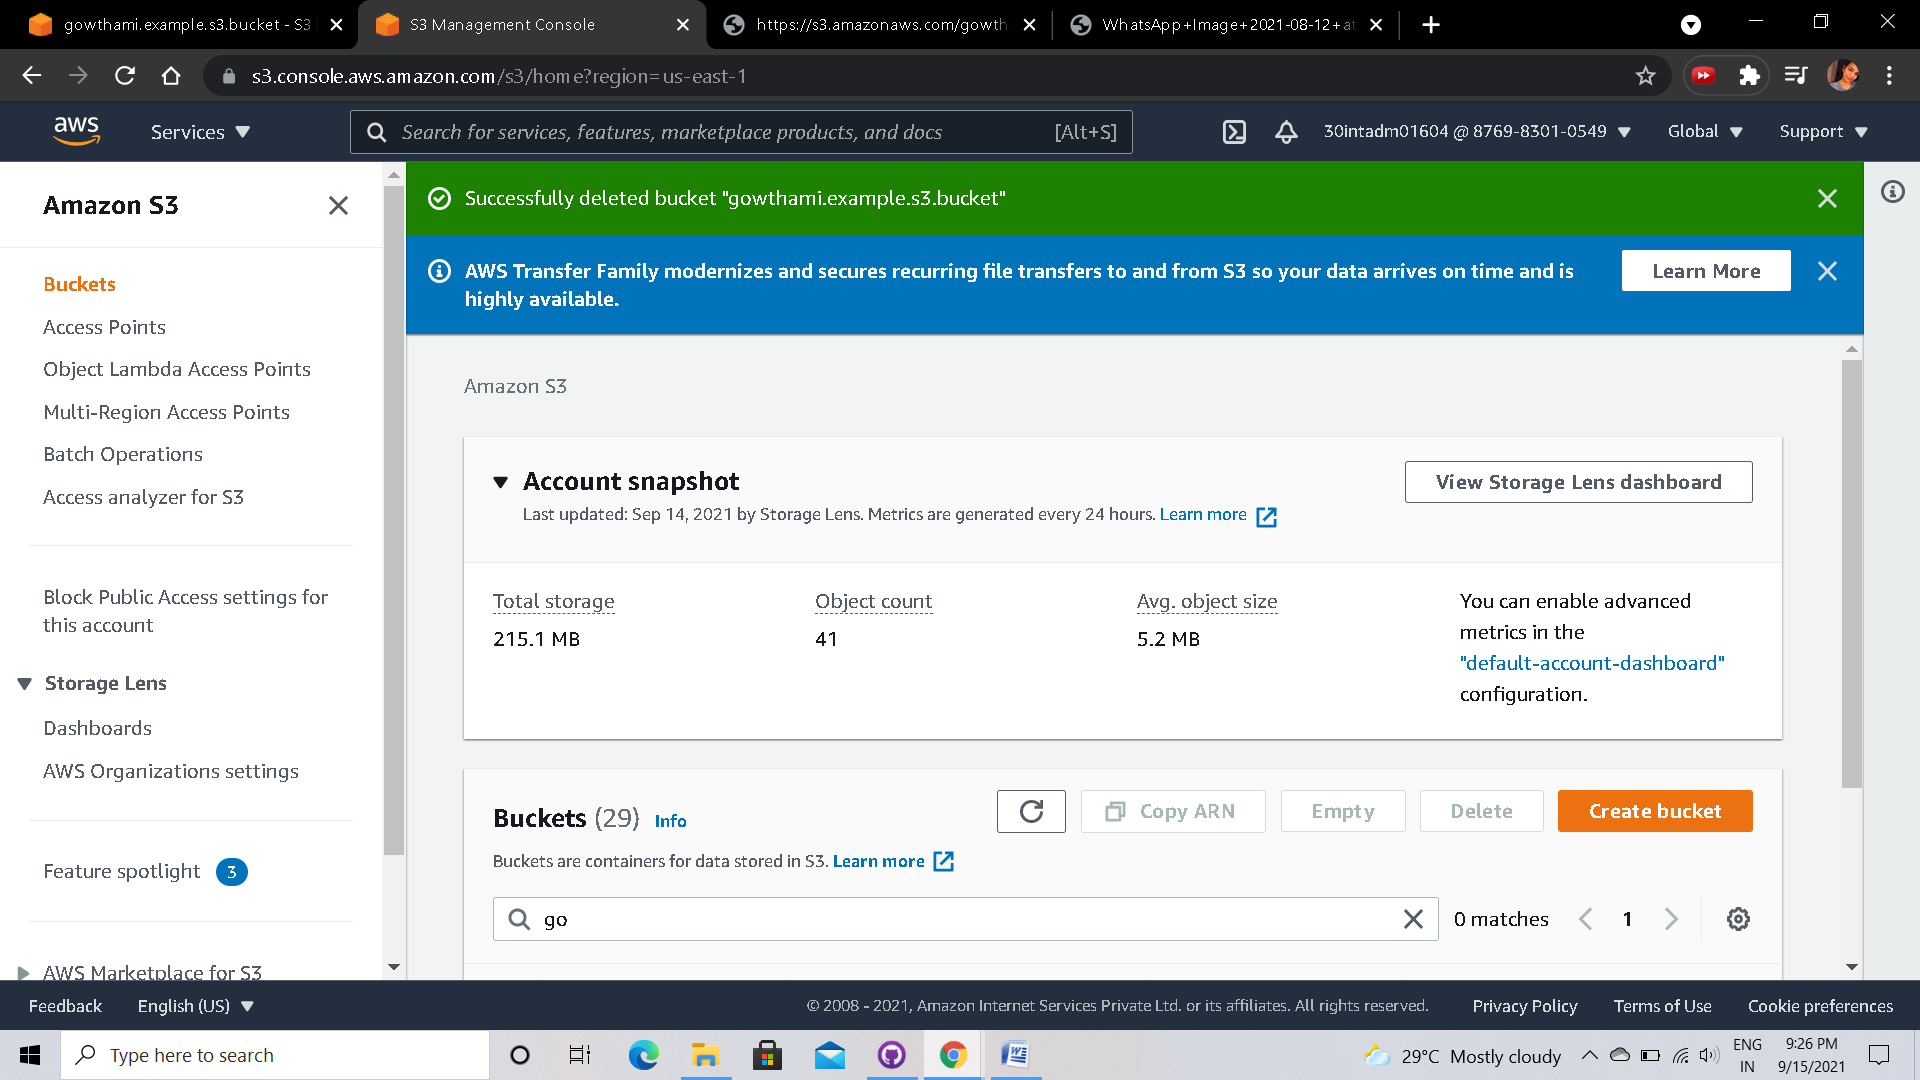 gowthami.example.s3.bucket - S3
S3 Management Console
https://s3.amazonaws.com/gowth
WhatsApp+Image+2021-08-12+at
s3.console.aws.amazon.com/s3/home?region=us-east-1
aws
Services
Search for services, features, marketplace products, and docs
[Alt+S]
30intadm01604 @ 8769-8301-0549
Global
Support
Amazon S3
Buckets
Access Points
Object Lambda Access Points
Multi-Region Access Points
Batch Operations
Access analyzer for S3
Block Public Access settings for
this account
Storage Lens
Dashboards
AWS Organizations settings
Feature spotlight 3
AWS Marketplace for S3
Successfully deleted bucket "gowthami.example.s3.bucket"
AWS Transfer Family modernizes and secures recurring file transfers to and from S3 so your data arrives on time and is
highly available.
Learn More
Amazon S3
Account snapshot
Last updated: Sep 14, 2021 by Storage Lens. Metrics are generated every 24 hours. Learn more
View Storage Lens dashboard
Total storage
215.1 MB
Object count
41
Avg. object size
5.2 MB
You can enable advanced
metrics in the
"default-account-dashboard"
configuration.
Buckets (29) Info
Copy ARN
Empty
Delete
Create bucket
Buckets are containers for data stored in S3. Learn more
go
0 matches
1
Feedback
English (US)
© 2008 - 2021, Amazon Internet Services Private Ltd. or its affiliates. All rights reserved.
Privacy Policy
Terms of Use
Cookie preferences
Type here to search
29°C Mostly cloudy
ENG
IN
9:26 PM
9/15/2021